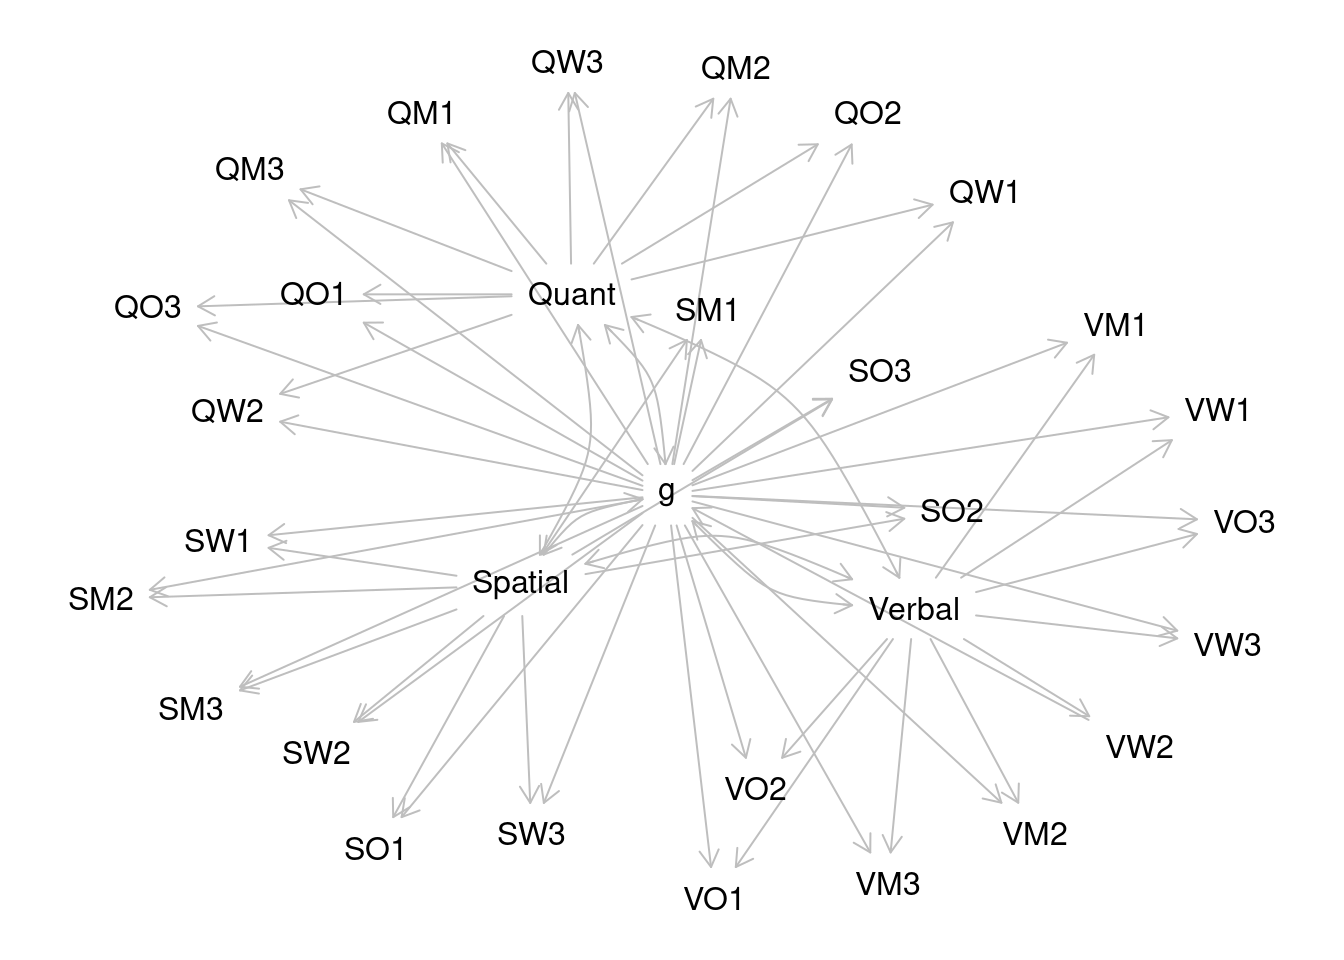 QW3
QM2
QM1
QO2
QM3
QW1
QO3
QO1
Quant
SM1
VM1
SO3
QW2
VW1
g
SO2
VO3
SW1
Spatial
SM2
Verbal
VW3
SM3
SW2
VW2
VO2
SO1
SW3
VM2
VO1
VM3